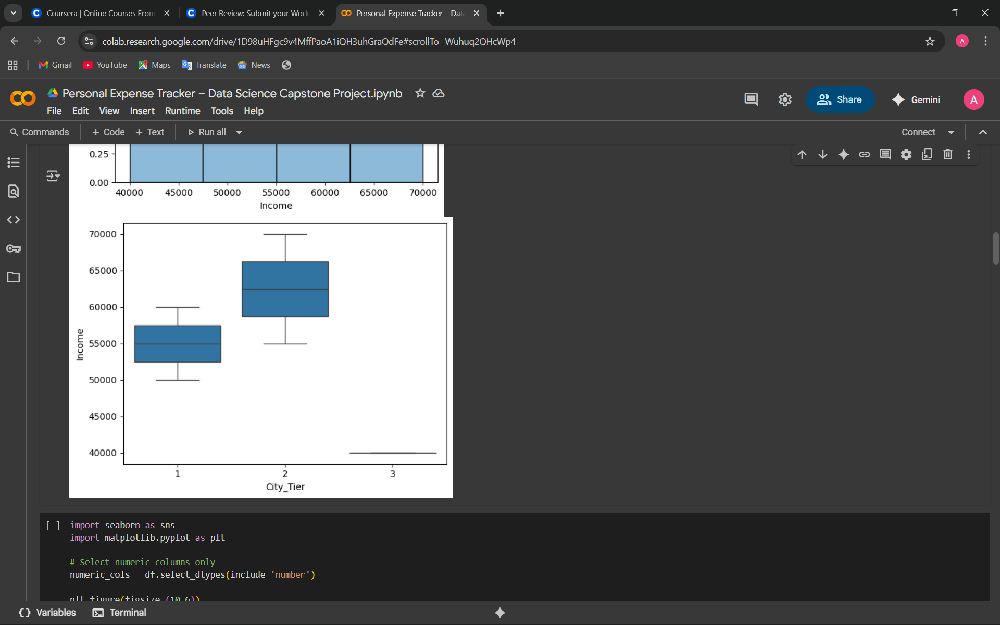 Coursera | Online Courses From
Peer Review: Submit your Work
Personal Expense Tracker – Data
colab.research.google.com/drive/1D98uHFgc9v4MffPaoA1iQH3uhGraQdFe#scrollTo=Wuhuq2QHcWp4
A
Gmail
YouTube
Maps
Translate
News
Personal Expense Tracker – Data Science Capstone Project.ipynb
File Edit View Insert Runtime Tools Help
Share
Gemini
A
Commands
+ Code
+ Text
Run all
Connect
0.25
0.00
40000 45000 50000 55000 60000 65000 70000
Income
70000
65000
60000
55000
50000
45000
40000
Income
1 2 3
City_Tier
[ ] import seaborn as sns
import matplotlib.pyplot as plt
# Select numeric columns only
numeric_cols = df.select_dtypes(include='number')
plt.figure(figsize=(10,6))
Variables
Terminal